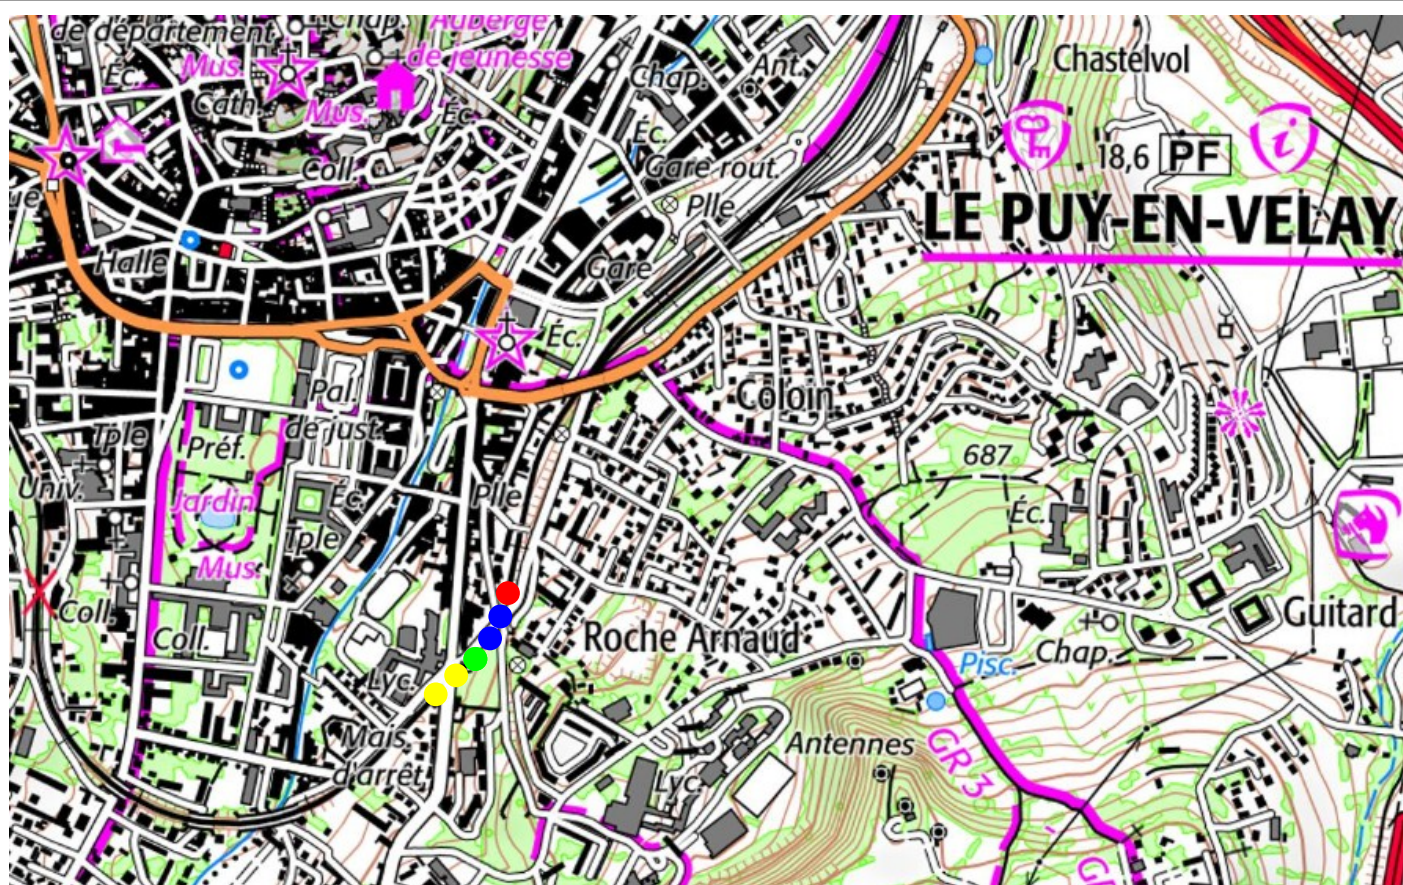 de département
Chap.
Auberge
de jeunesse
Mus.
Éc.
Cath.
Mus.
Éc.
Chap.
Ant.
Chastelvol
Éc.
18,6 PF
Coll.
Gare rout.
Plle
LE PUY-EN-VELAY
ue
Halle
Gare
Éc.
Pal.
de just.
Coloin
Tple
Préf.
687
Univ.
Jardin
Éc.
Plle
Éc.
Tple
Mus.
Coll.
Coll.
Roche Arnaud
Guitard
Chap.
Pisc.
Lyc.
Mais.
d'arrêt
Antennes
GR 3
Lyc.